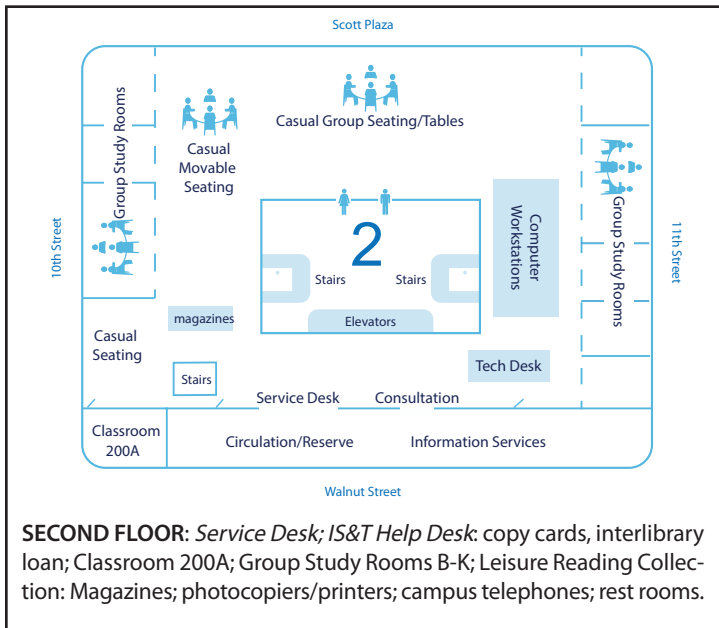 Scott Plaza
Group Study Rooms
Casual
Movable
Seating
Casual Group Seating/Tables
Group Study Rooms
10th Street
11th Street
Computer
Workstations
2
Stairs
Stairs
Elevators
magazines
Casual
Seating
Stairs
Tech Desk
Service Desk
Consultation
Classroom
200A
Circulation/Reserve
Information Services
Walnut Street
SECOND FLOOR: Service Desk; IS&T Help Desk: copy cards, interlibrary
loan; Classroom 200A; Group Study Rooms B-K; Leisure Reading Collec-
tion: Magazines; photocopiers/printers; campus telephones; rest rooms.